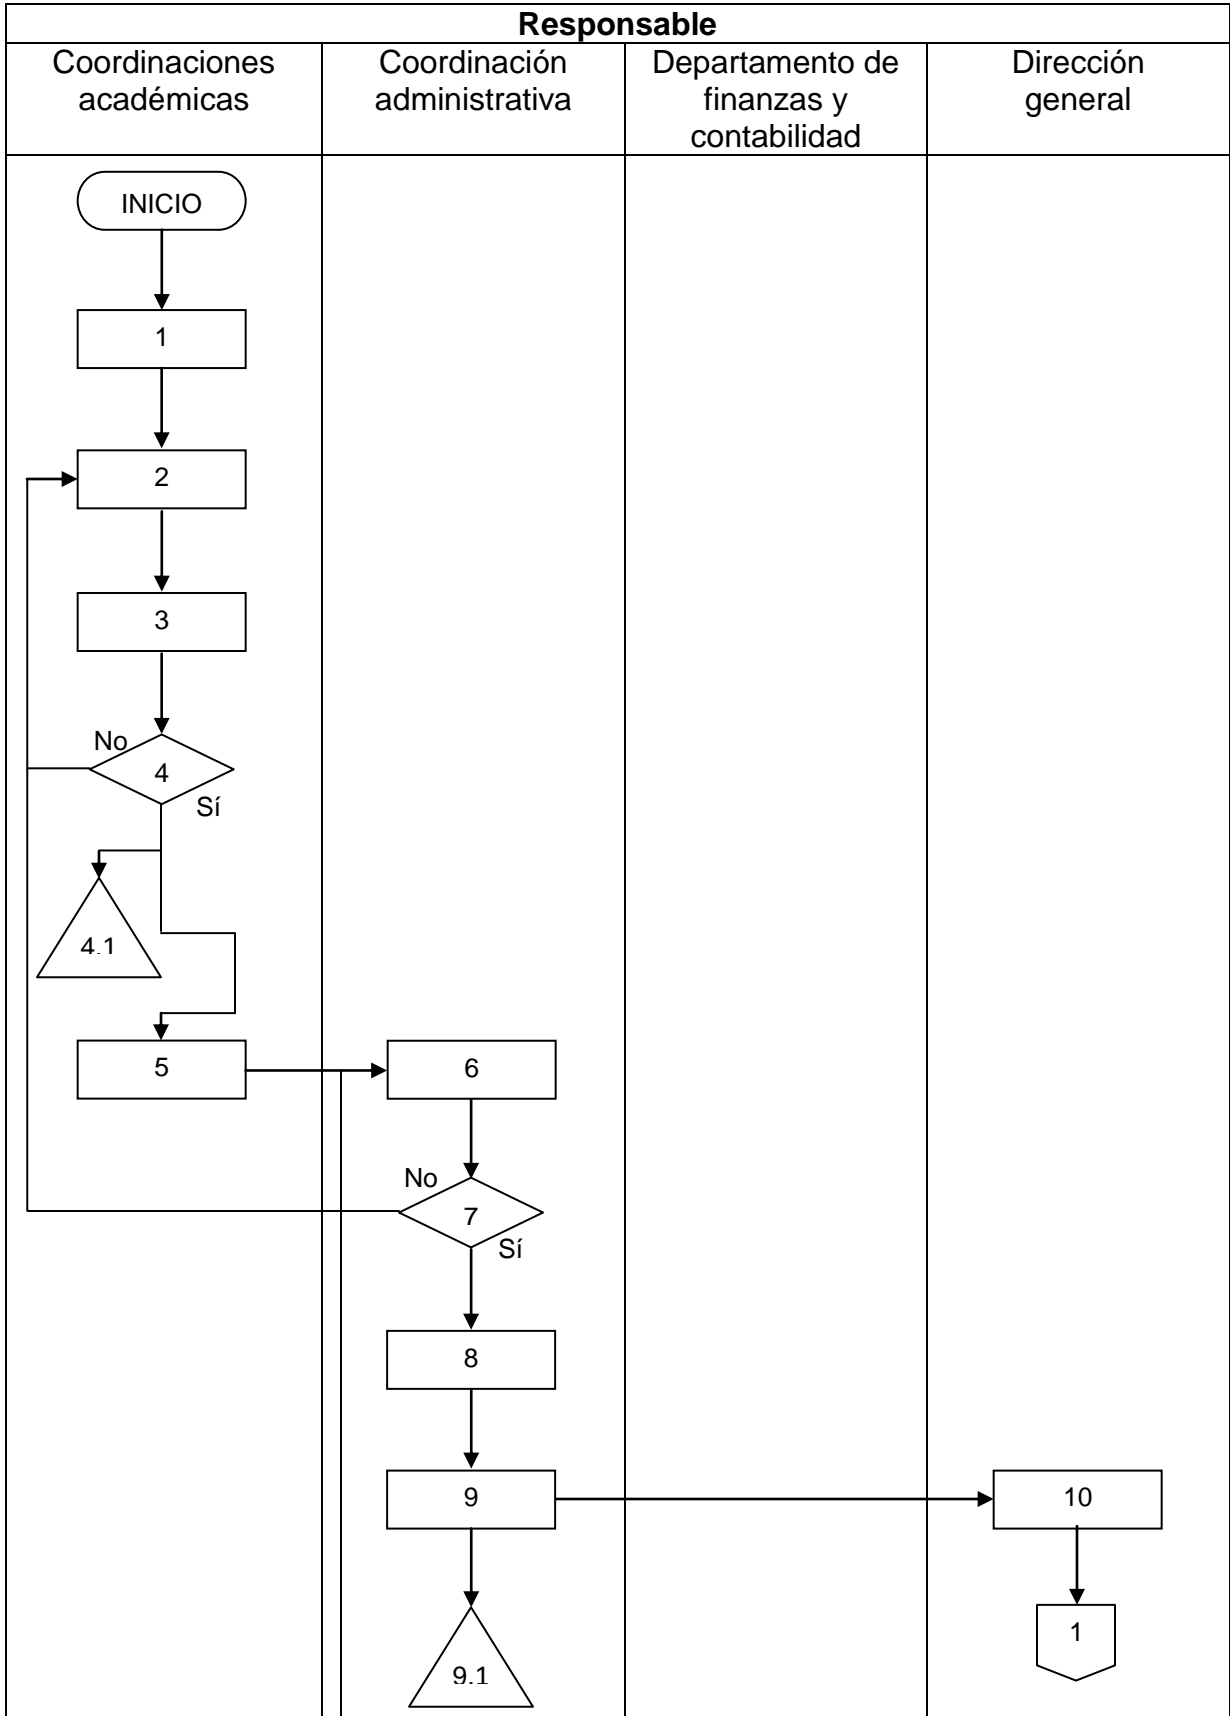 Responsable
Coordinaciones
académicas
Coordinación
administrativa
Departamento de
finanzas y
contabilidad
Dirección
general
INICIO
1
2
3
No
4
Sí
4.1
5
6
No
7
Sí
8
9
10
9.1
1